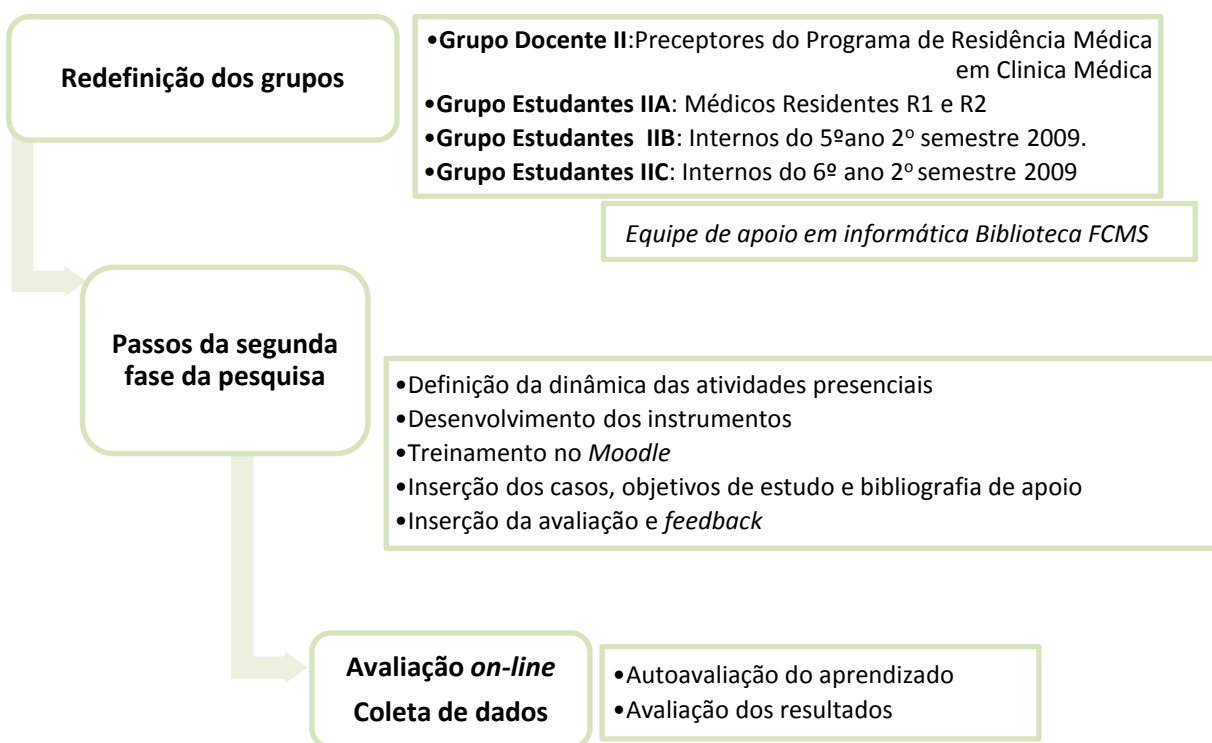 Redefinição dos grupos
•Grupo Docente II:Preceptores do Programa de Residência Médica
em Clinica Médica
•Grupo Estudantes IIA: Médicos Residentes R1 e R2
•Grupo Estudantes  IIB: Internos do 5ºano 2º semestre 2009.
•Grupo Estudantes IIC: Internos do 6º ano 2º semestre 2009
Equipe de apoio em informática Biblioteca FCMS
Passos da segunda
fase da pesquisa
•Definição da dinâmica das atividades presenciais
•Desenvolvimento dos instrumentos
•Treinamento no Moodle
•Inserção dos casos, objetivos de estudo e bibliografia de apoio
•Inserção da avaliação e feedback
Avaliação on-line
Coleta de dados
•Autoavaliação do aprendizado
•Avaliação dos resultados